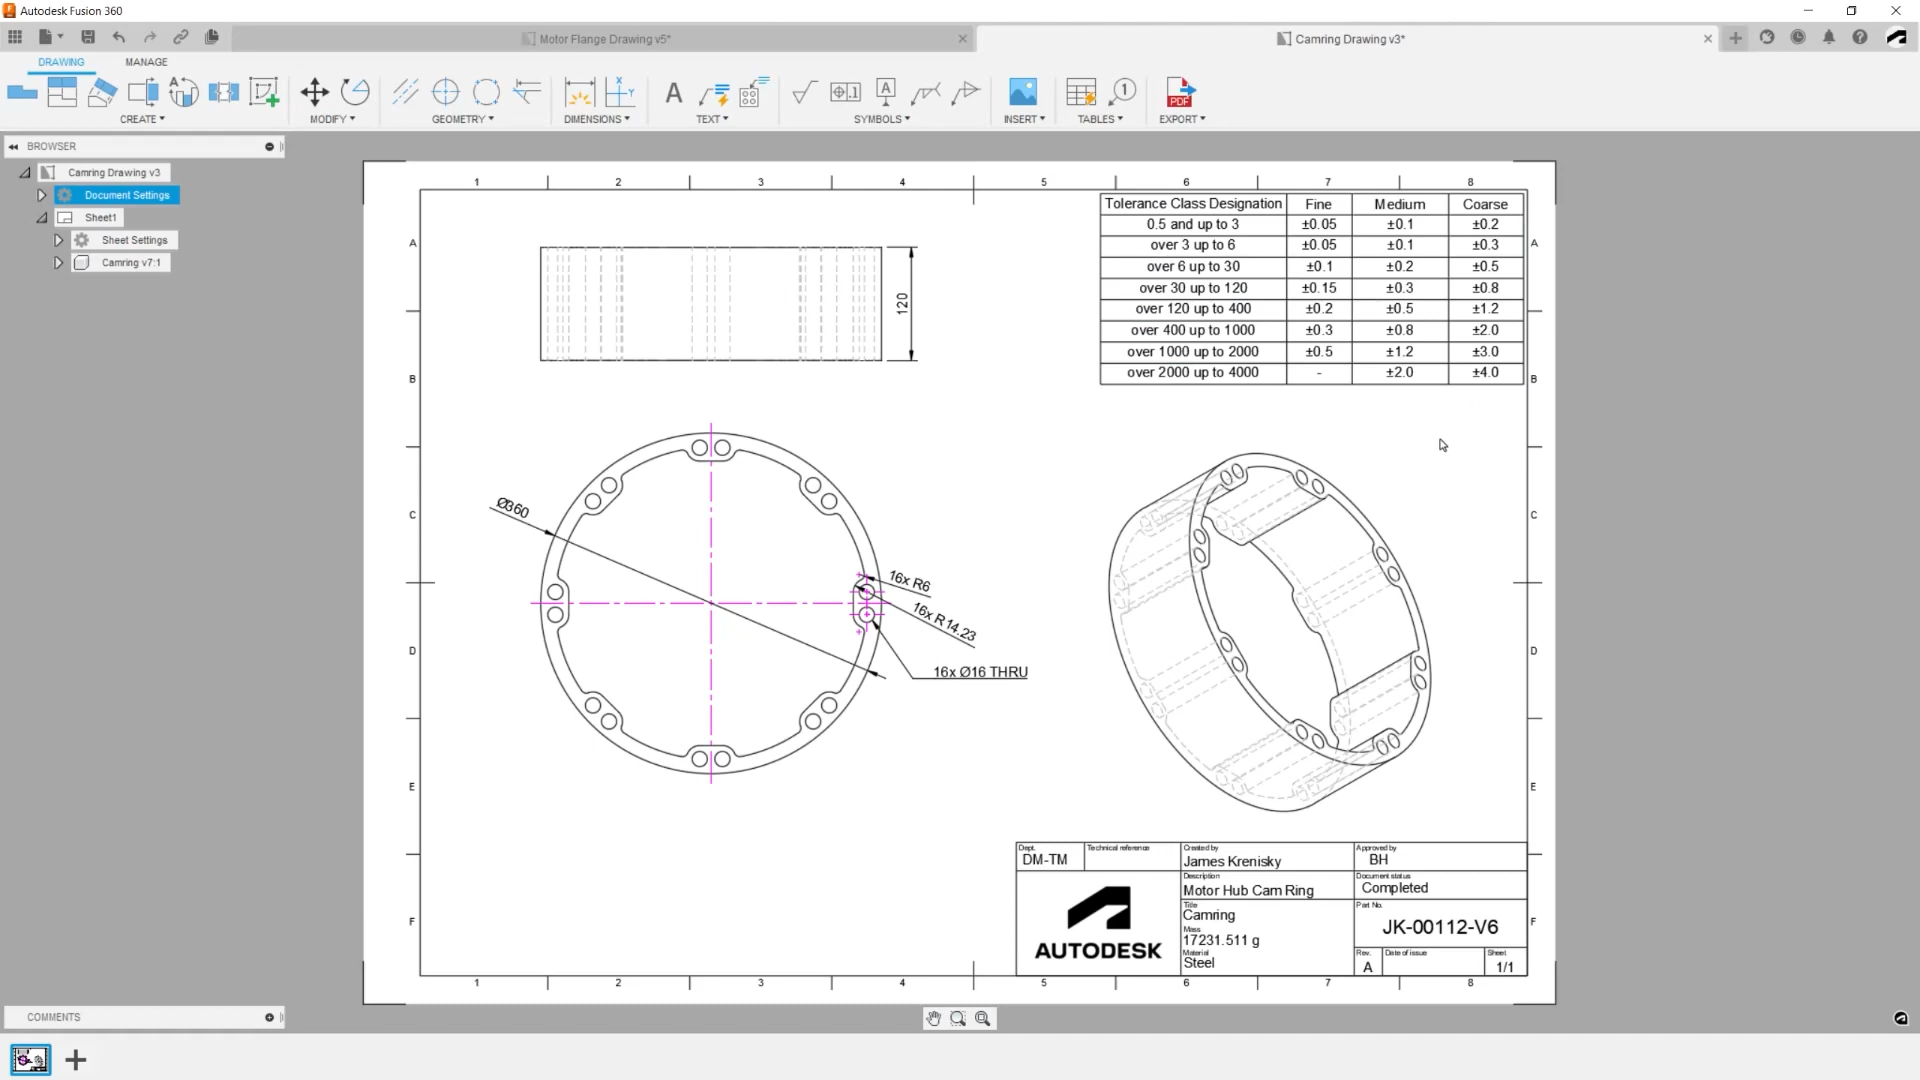 Autodesk Fusion 360
Motor Flange Drawing v5*
Camring Drawing v3*
DRAWING MANAGE
CREATE MODIFY GEOMETRY DIMENSIONS TEXT SYMBOLS INSERT TABLES EXPORT
BROWSER
Camring Drawing v3
Document Settings
Sheet1
Sheet Settings
Camring v7:1
1 2 3 4 5 6 7 8
A
B
C
D
E
F
120
Tolerance Class Designation Fine Medium Coarse
0.5 and up to 3 ±0.05 ±0.1 ±0.2
over 3 up to 6 ±0.05 ±0.1 ±0.3
over 6 up to 30 ±0.1 ±0.2 ±0.5
over 30 up to 120 ±0.15 ±0.3 ±0.8
over 120 up to 400 ±0.2 ±0.5 ±1.2
over 400 up to 1000 ±0.3 ±0.8 ±2.0
over 1000 up to 2000 ±0.5 ±1.2 ±3.0
over 2000 up to 4000 - ±2.0 ±4.0
A
B
C
D
E
F
Ø360
16x R6
16x R14.23
16x Ø16 THRU
Dept.
DM-TM
Technical reference
Created by
James Krenisky
Approved by
BH
Description
Motor Hub Cam Ring
Document status
Completed
Title
Camring
Mass
17231.511 g
Material
Steel
Part No.
JK-00112-V6
Rev.
A
Date of issue
Sheet
1/1
AUTODESK
1 2 3 4 5 6 7 8
COMMENTS